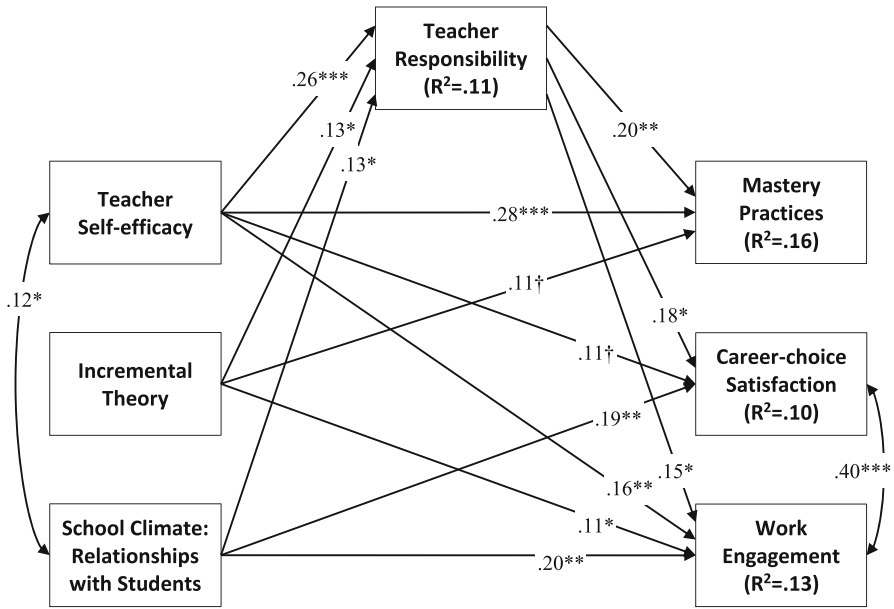 Teacher
Responsibility
(R²=.11)
.26***
.13*
.13*
.20**
Teacher
Self-efficacy
.28***
Mastery
Practices
(R²=.16)
.12*
.11†
.18*
Incremental
Theory
.11†
Career-choice
Satisfaction
(R²=.10)
.19**
.15*
.40***
.16**
School Climate:
Relationships
with Students
.11*
.20**
Work
Engagement
(R²=.13)